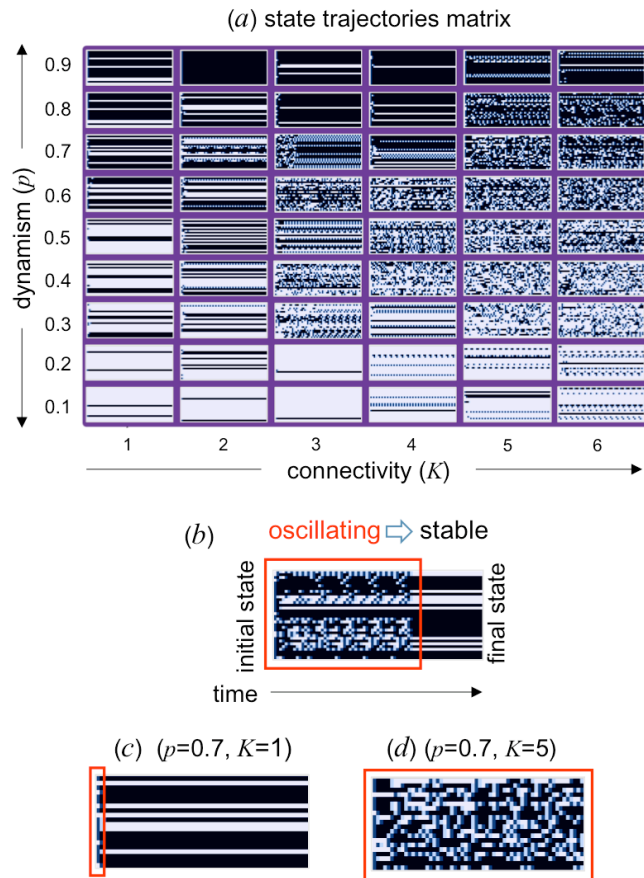 (a) state trajectories matrix
dynamism (p)
0.9
0.8
0.7
0.6
0.5
0.4
0.3
0.2
0.1
1 2 3 4 5 6
connectivity (K)
(b)
oscillating stable
initial state
final state
time
(c) (p=0.7, K=1)
(d) (p=0.7, K=5)